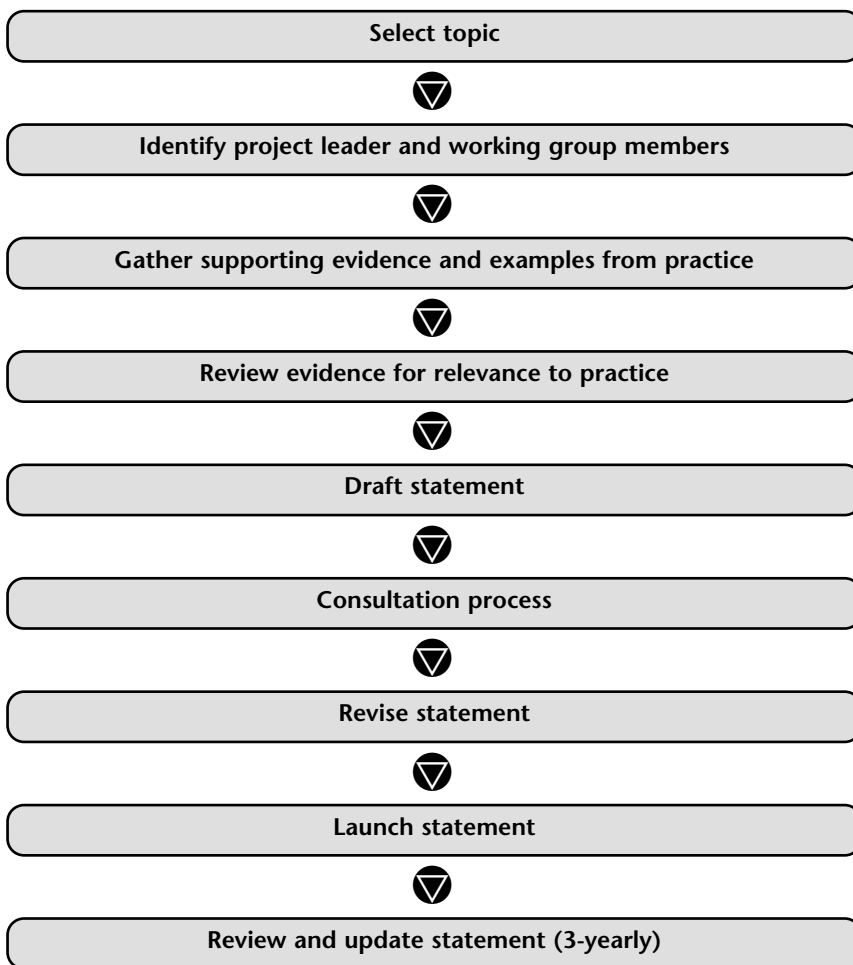 Select topic
Identify project leader and working group members
Gather supporting evidence and examples from practice
Review evidence for relevance to practice
Draft statement
Consultation process
Revise statement
Launch statement
Review and update statement (3-yearly)